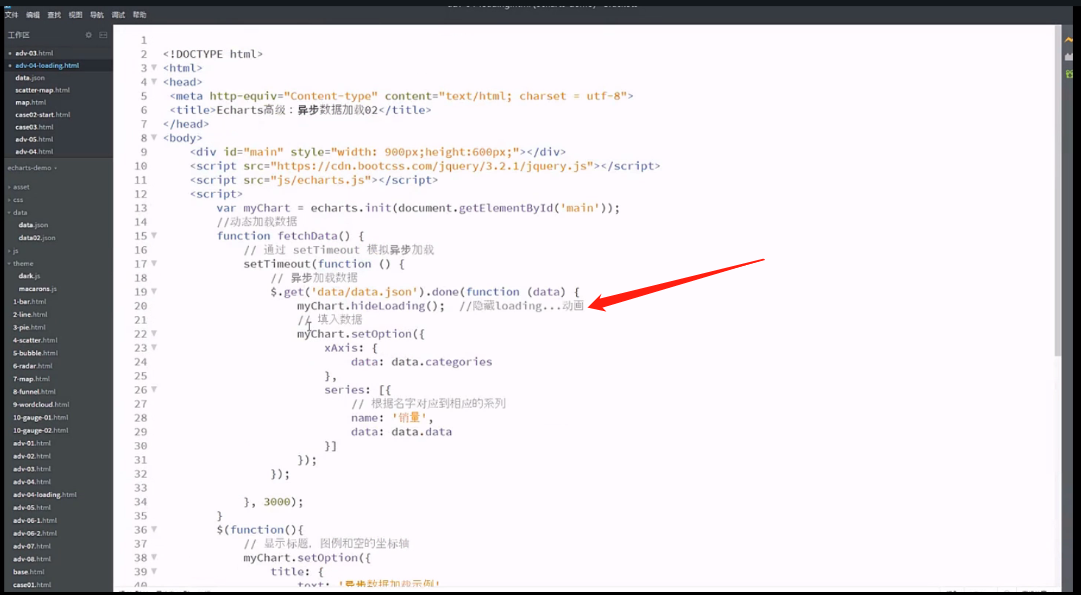 文件 编辑 查找 视图 导航 调试 帮助
工作区
adv-03.html
adv-04-loading.html
data.json
scatter-map.html
map.html
case02-start.html
case03.html
adv-05.html
adv-04.html
echarts-demo
asset
css
data
data.json
data02.json
js
theme
dark.js
macarons.js
1-bar.html
2-line.html
3-pie.html
4-scatter.html
5-bubble.html
6-radar.html
7-map.html
8-funnel.html
9-wordcloud.html
10-gauge-01.html
10-gauge-02.html
adv-01.html
adv-02.html
adv-03.html
adv-04.html
adv-04-loading.html
adv-05.html
adv-06-1.html
adv-06-2.html
adv-07.html
adv-08.html
base.html
case01.html
1
2 <!DOCTYPE html>
3 <html>
4 <head>
5 <meta http-equiv="Content-type" content="text/html; charset = utf-8">
6 <title>Echarts高级：异步数据加载02</title>
7 </head>
8 <body>
9 <div id="main" style="width: 900px;height:600px;"></div>
10 <script src="https://cdn.bootcss.com/jquery/3.2.1/jquery.js"></script>
11 <script src="js/echarts.js"></script>
12 <script>
13 var myChart = echarts.init(document.getElementById('main'));
14 //动态加载数据
15 function fetchData() {
16 // 通过 setTimeout 模拟异步加载
17 setTimeout(function () {
18 // 异步加载数据
19 $.get('data/data.json').done(function (data) {
20 myChart.hideLoading(); //隐藏loading...动画
21 // 填入数据
22 myChart.setOption({
23 xAxis: {
24 data: data.categories
25 },
26 series: [{
27 // 根据名字对应到相应的系列
28 name: '销量',
29 data: data.data
30 }]
31 });
32 });
33
34 }, 3000);
35 }
36 $(function(){
37 // 显示标题，图例和空的坐标轴
38 myChart.setOption({
39 title: {
40 text: '异步数据加载示例'